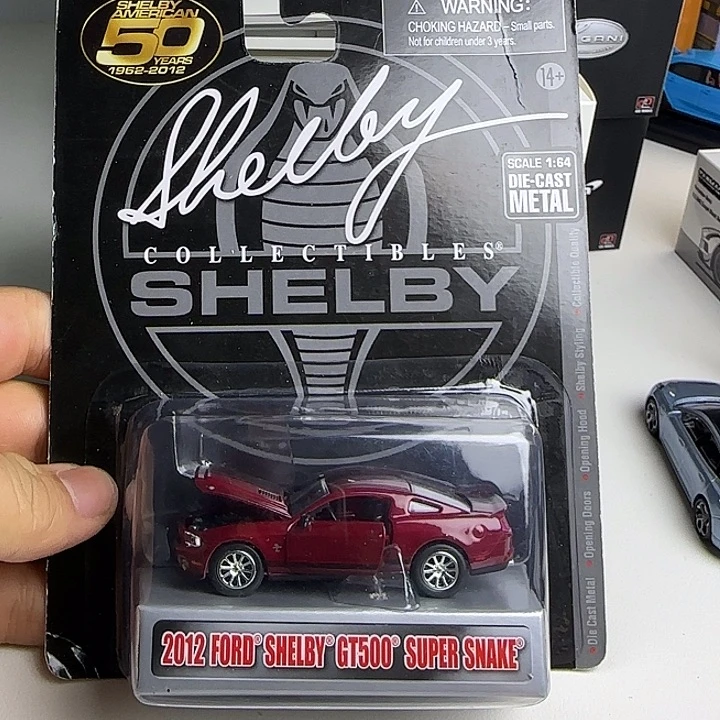 SHELBY
AMERICAN
50
YEARS
1962-2012
WARNING:
CHOKING HAZARD – Small parts.
Not for children under 3 years.
14+
Shelby
SCALE 1:64
DIE-CAST
METAL
COLLECTIBLES®
SHELBY
Die Cast Metal Opening Doors Opening Hood Shelby Styling Collectible Quality
2012 FORD® SHELBY® GT500® SUPER SNAKE®